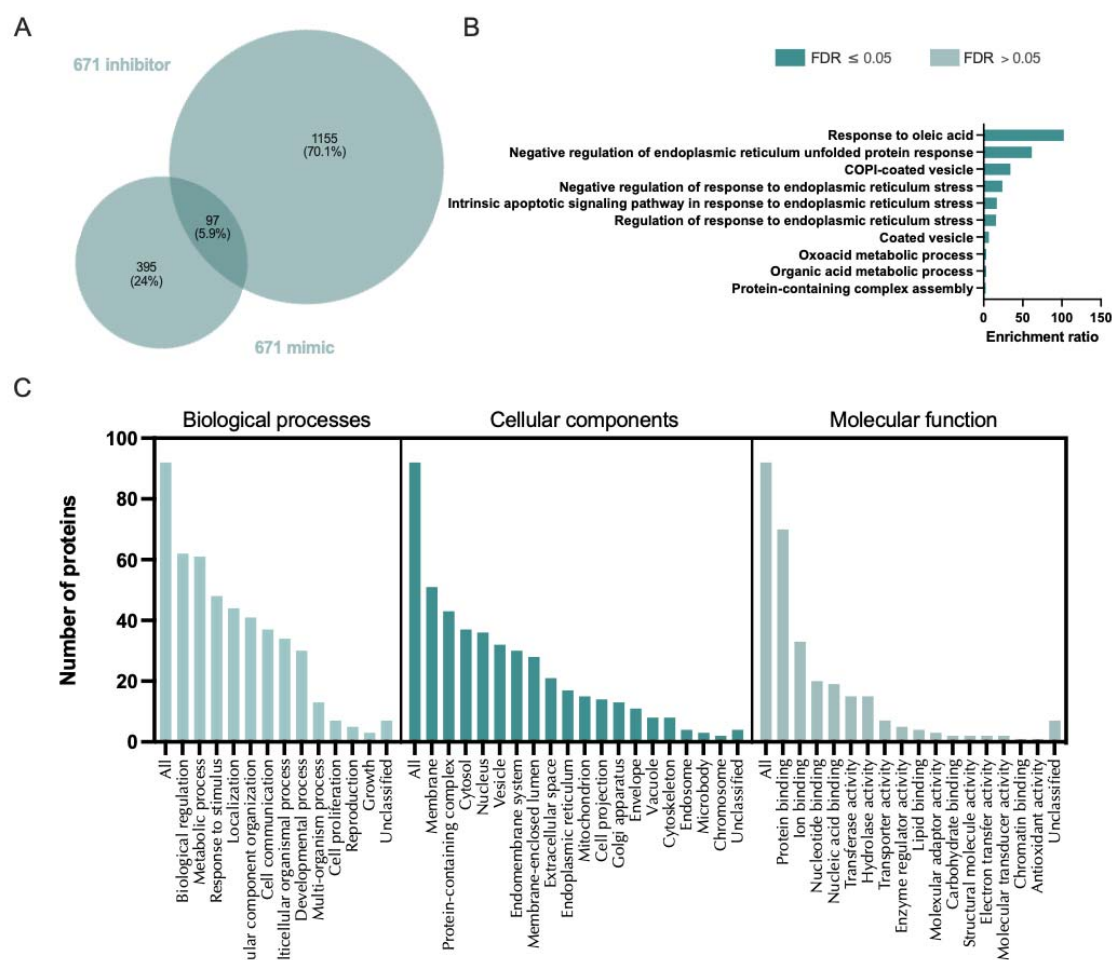 A
671 inhibitor
1155
(70.1%)
97
(5.9%)
395
(24%)
671 mimic
B
FDR ≤ 0.05
FDR > 0.05
Response to oleic acid
Negative regulation of endoplasmic reticulum unfolded protein response
COPI-coated vesicle
Negative regulation of response to endoplasmic reticulum stress
Intrinsic apoptotic signaling pathway in response to endoplasmic reticulum stress
Regulation of response to endoplasmic reticulum stress
Coated vesicle
Oxoacid metabolic process
Organic acid metabolic process
Protein-containing complex assembly
0 50 100 150
Enrichment ratio
C
Biological processes
Cellular components
Molecular function
Number of proteins
100
80
60
40
20
0
All
Biological regulation
Metabolic process
Response to stimulus
Localization
ular component organization
Cell communication
lticellular organismal process
Developmental process
Multi-organism process
Cell proliferation
Reproduction
Growth
Unclassified
All
Membrane
Protein-containing complex
Cytosol
Nucleus
Vesicle
Endomembrane system
Membrane-enclosed lumen
Extracellular space
Endoplasmic reticulum
Mitochondrion
Cell projection
Golgi apparatus
Envelope
Vacuole
Cytoskeleton
Endosome
Microbody
Chromosome
Unclassified
All
Protein binding
Ion binding
Nucleotide binding
Nucleic acid binding
Transferase activity
Hydrolase activity
Transporter activity
Enzyme regulator activity
Lipid binding
Molexular adaptor activity
Carbohydrate binding
Structural molecule activity
Electron transfer activity
Molecular transducer activity
Chromatin binding
Antioxidant activity
Unclassified